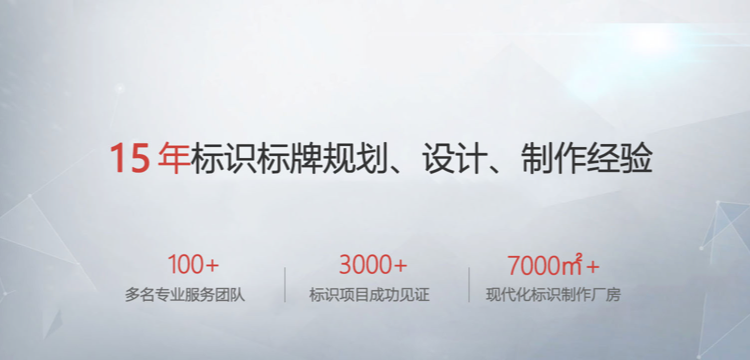 15年标识标牌规划、设计、制作经验
100+
3000+
7000㎡+
多名专业服务团队
标识项目成功见证
现代化标识制作厂房